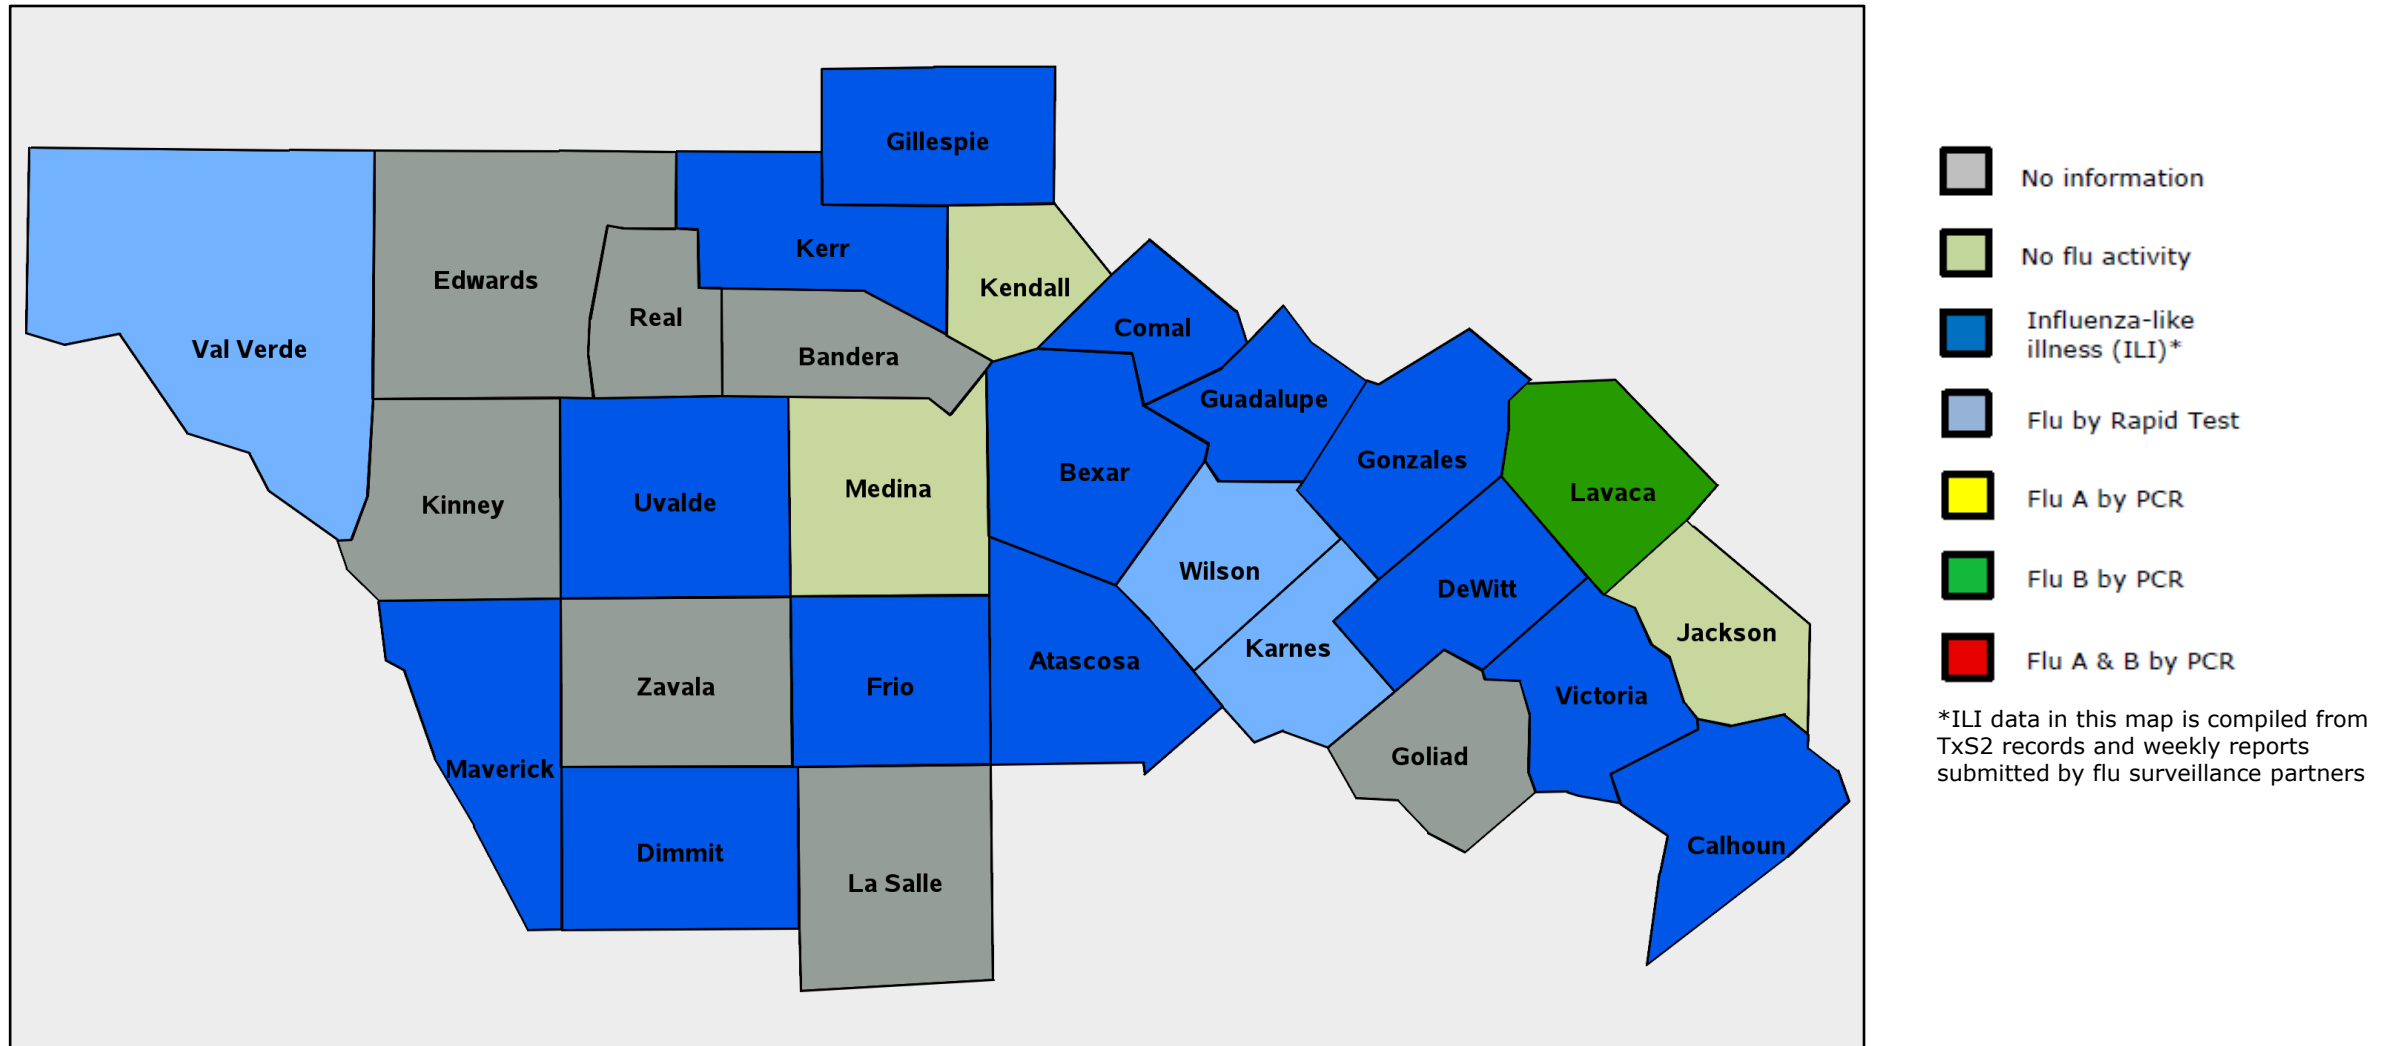 Gillespie
Kerr
Edwards
Kendall
Real
Comal
Val Verde
Bandera
Guadalupe
Gonzales
Bexar
Medina
Lavaca
Uvalde
Kinney
Wilson
DeWitt
Jackson
Karnes
Atascosa
Zavala
Frio
Victoria
Goliad
Maverick
Calhoun
Dimmit
La Salle
No information
No flu activity
Influenza-like
illness (ILI)*
Flu by Rapid Test
Flu A by PCR
Flu B by PCR
Flu A & B by PCR
*ILI data in this map is compiled from
TxS2 records and weekly reports
submitted by flu surveillance partners